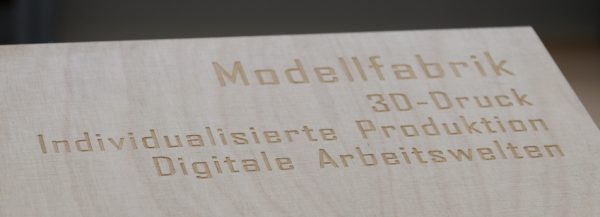 Modellfabrik
3D-Druck
Individualisierte Produktion
Digitale Arbeitswelten